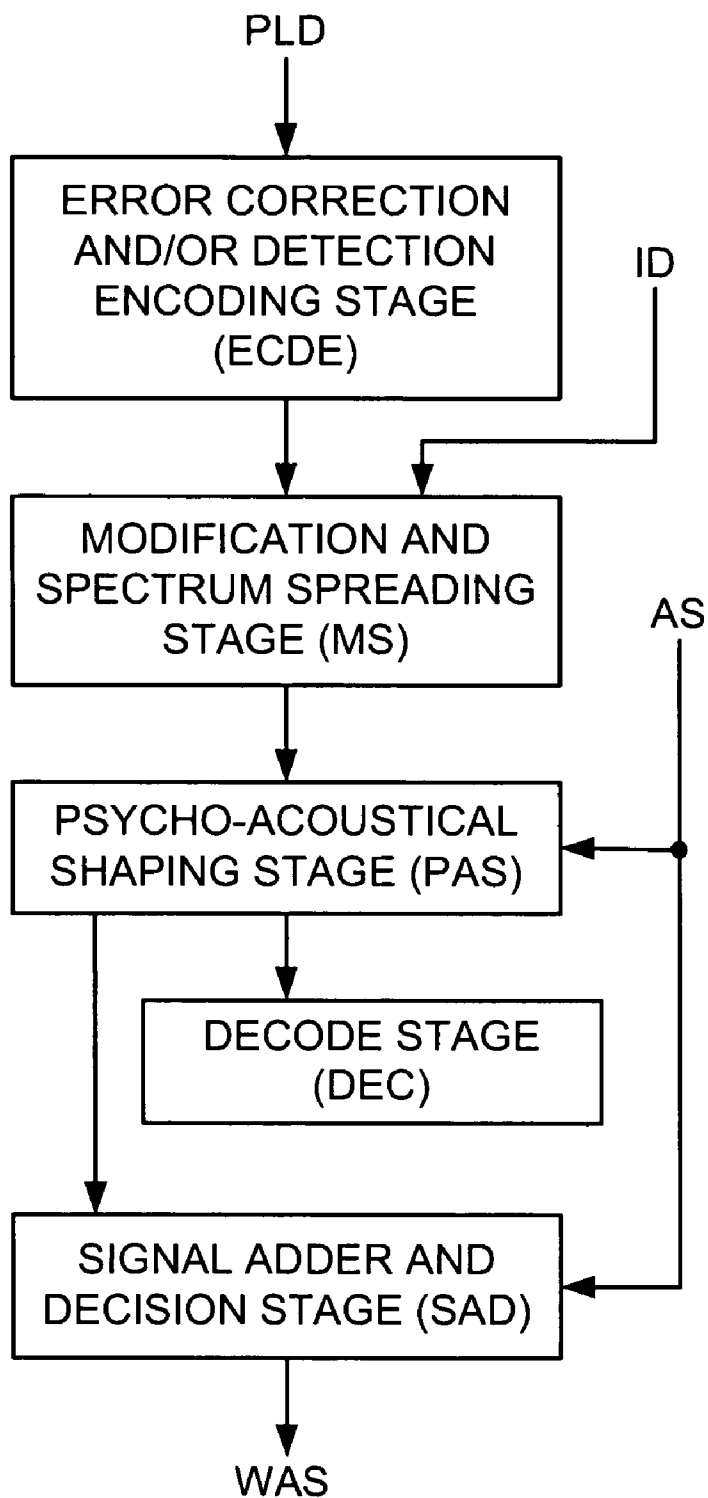 PLD
ERROR CORRECTION
AND/OR DETECTION
ENCODING STAGE
(ECDE)
ID
MODIFICATION AND
SPECTRUM SPREADING
STAGE (MS)
AS
PSYCHO-ACOUSTICAL
SHAPING STAGE (PAS)
DECODE STAGE
(DEC)
SIGNAL ADDER AND
DECISION STAGE (SAD)
WAS